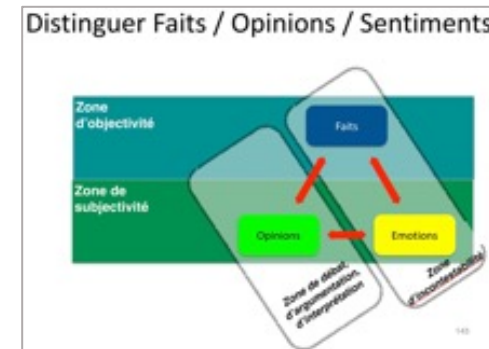 Distinguer Faits / Opinions / Sentiments
Zone
d'objectivité
Faits
Zone de
subjectivité
Opinions
Emotions
Zone de débat,
d'argumentation,
d'interprétation
Zone
d'incontestabilité